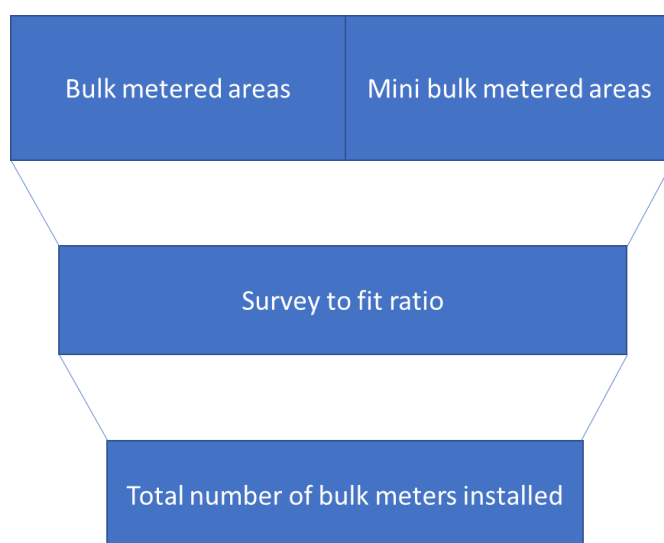 Bulk metered areas
Mini bulk metered areas
Survey to fit ratio
Total number of bulk meters installed